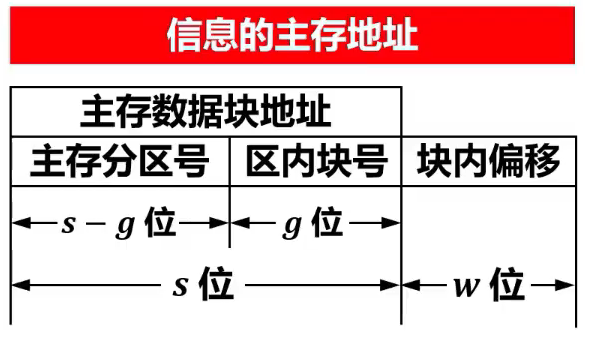 信息的主存地址
主存数据块地址
主存分区号 区内块号 块内偏移
s − g 位 g 位
s 位 w 位